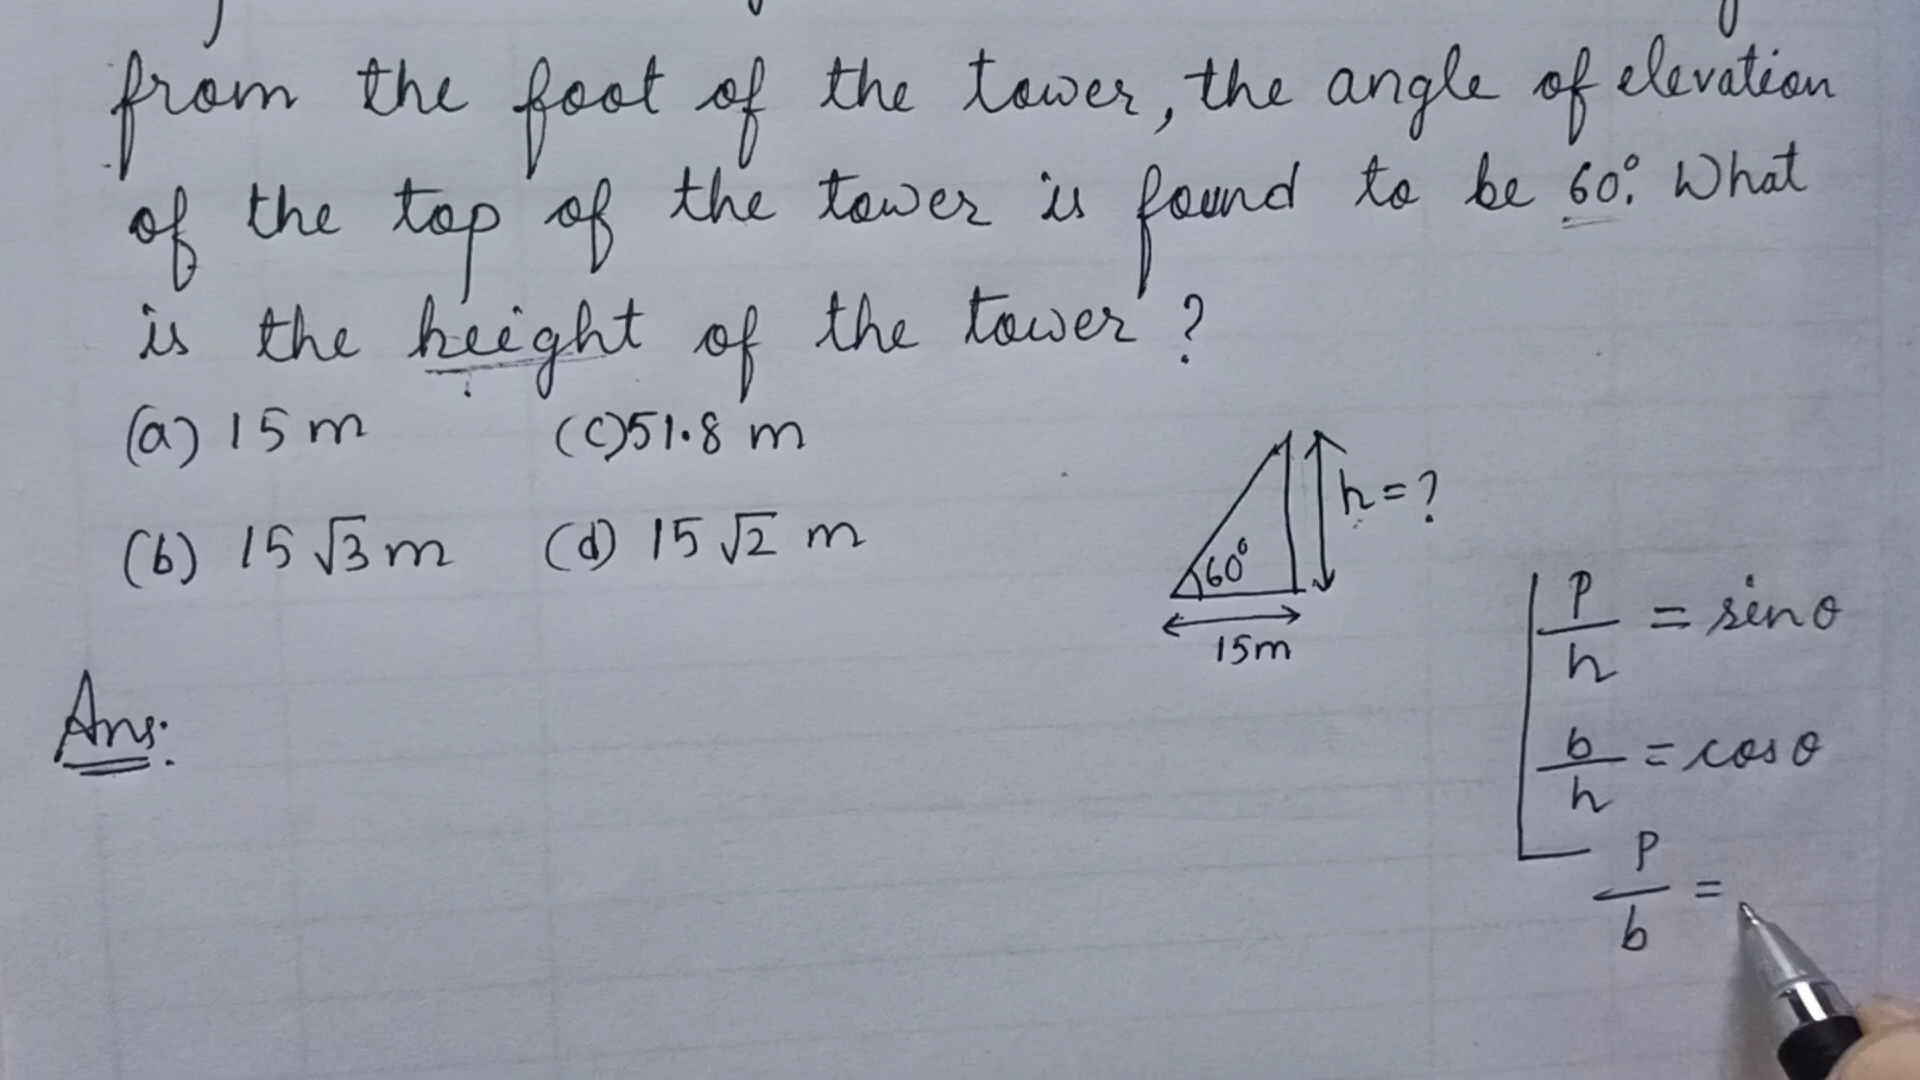 from the foot of the tower, the angle of elevation
of the top of the tower is found to be 60°. What
is the height of the tower?
(a) 15 m (c) 51.8 m
(b) 15 √3 m (d) 15 √2 m
h = ?
60°
15m
p/h = sin θ
b/h = cos θ
p/b =
Ans: